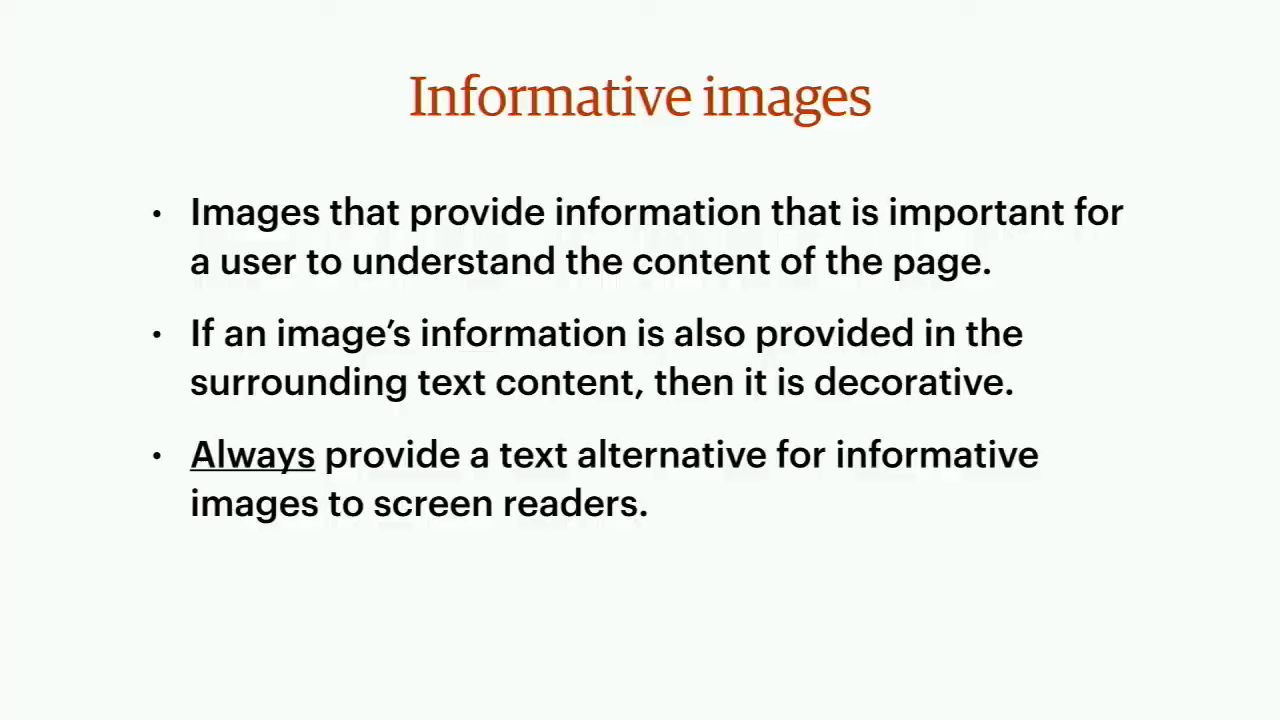 Informative images
• Images that provide information that is important for
a user to understand the content of the page.
• If an image’s information is also provided in the
surrounding text content, then it is decorative.
• Always provide a text alternative for informative
images to screen readers.